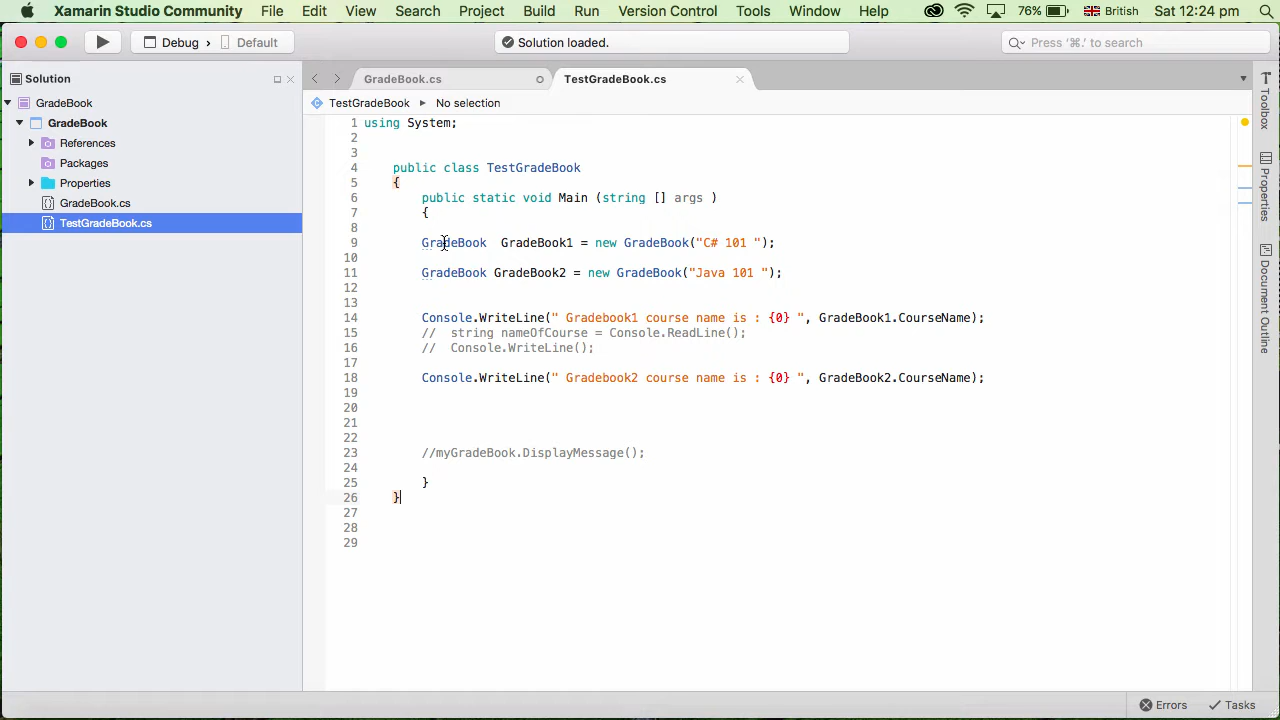 Xamarin Studio Community File Edit View Search Project Build Run Version Control Tools Window Help 76% British Sat 12:24 pm
Debug › Default Solution loaded. Press '⌘.' to search
Solution
GradeBook.cs TestGradeBook.cs
GradeBook
GradeBook
References
Packages
Properties
GradeBook.cs
TestGradeBook.cs
TestGradeBook ▸ No selection
1 using System;
2
3
4 public class TestGradeBook
5 {
6 public static void Main (string [] args )
7 {
8
9 GradeBook  GradeBook1 = new GradeBook("C# 101 ");
10
11 GradeBook GradeBook2 = new GradeBook("Java 101 ");
12
13
14 Console.WriteLine(" Gradebook1 course name is : {0} ", GradeBook1.CourseName);
15 //  string nameOfCourse = Console.ReadLine();
16 //  Console.WriteLine();
17
18 Console.WriteLine(" Gradebook2 course name is : {0} ", GradeBook2.CourseName);
19
20
21
22
23 //myGradeBook.DisplayMessage();
24
25 }
26 }
27
28
29
Toolbox
Properties
Document Outline
Errors Tasks